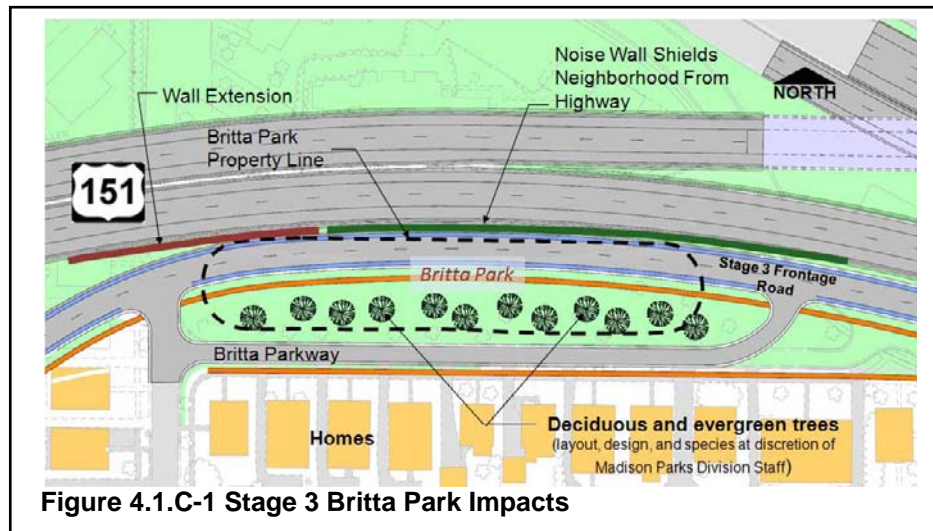 Noise Wall Shields
Neighborhood From
Highway
NORTH
Wall Extension
Britta Park
Property Line
151
Britta Park
Stage 3 Frontage
Road
Britta Parkway
Homes
Deciduous and evergreen trees
(layout, design, and species at discretion of
Madison Parks Division Staff)
Figure 4.1.C-1 Stage 3 Britta Park Impacts